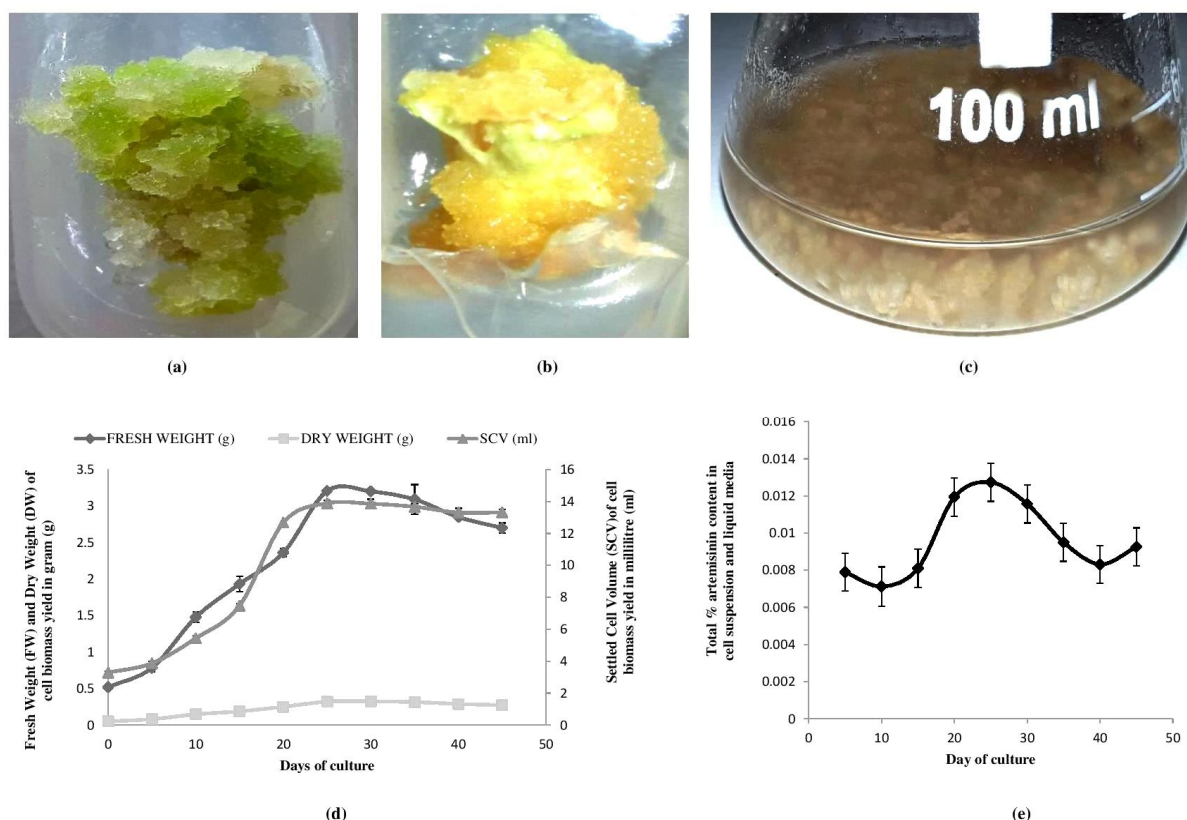 100 ml
(a)
(b)
(c)
FRESH WEIGHT (g)
DRY WEIGHT (g)
SCV (ml)
Fresh Weight (FW) and Dry Weight (DW) of
cell biomass yield in gram (g)
3.5
3
2.5
2
1.5
1
0.5
0
16
14
12
10
8
6
4
2
0
Settled Cell Volume (SCV)of cell
biomass yield in millilitre (ml)
0
10
20
30
40
50
Days of culture
(d)
Total % artemisinin content in
cell suspension and liquid media
0.016
0.014
0.012
0.01
0.008
0.006
0.004
0.002
0
0
10
20
30
40
50
Day of culture
(e)